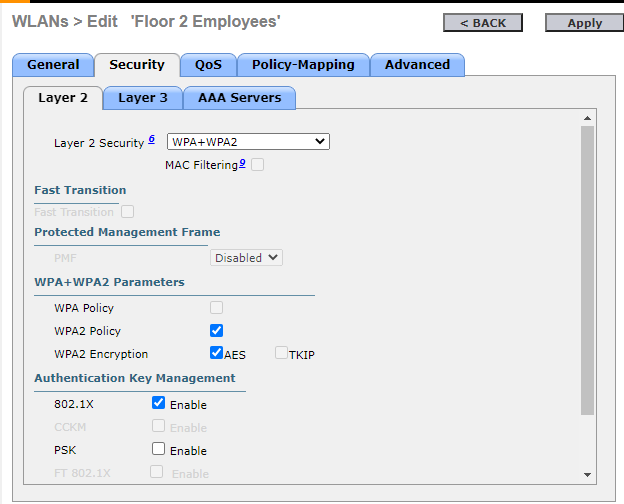 WLANs > Edit 'Floor 2 Employees'
< BACK
Apply
General
Security
QoS
Policy-Mapping
Advanced
Layer 2
Layer 3
AAA Servers
Layer 2 Security 6 WPA+WPA2
MAC Filtering 9
Fast Transition
Fast Transition
Protected Management Frame
PMF Disabled
WPA+WPA2 Parameters
WPA Policy
WPA2 Policy
WPA2 Encryption AES TKIP
Authentication Key Management
802.1X Enable
CCKM Enable
PSK Enable
FT 802.1X Enable